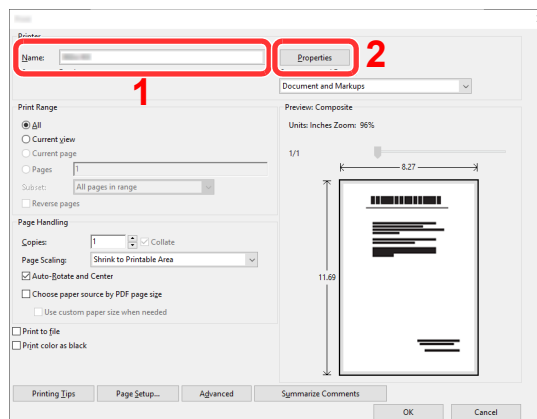 Printer
Name:
Properties
2
1
Document and Markups
Print Range
All
Current view
Current page
Pages 1
Subset: All pages in range
Reverse pages
Preview: Composite
Units: Inches Zoom: 96%
1/1
8.27
11.69
Page Handling
Copies: 1 Collate
Page Scaling: Shrink to Printable Area
Auto-Rotate and Center
Choose paper source by PDF page size
Use custom paper size when needed
Print to file
Print color as black
Printing Tips Page Setup... Advanced Summarize Comments
OK Cancel